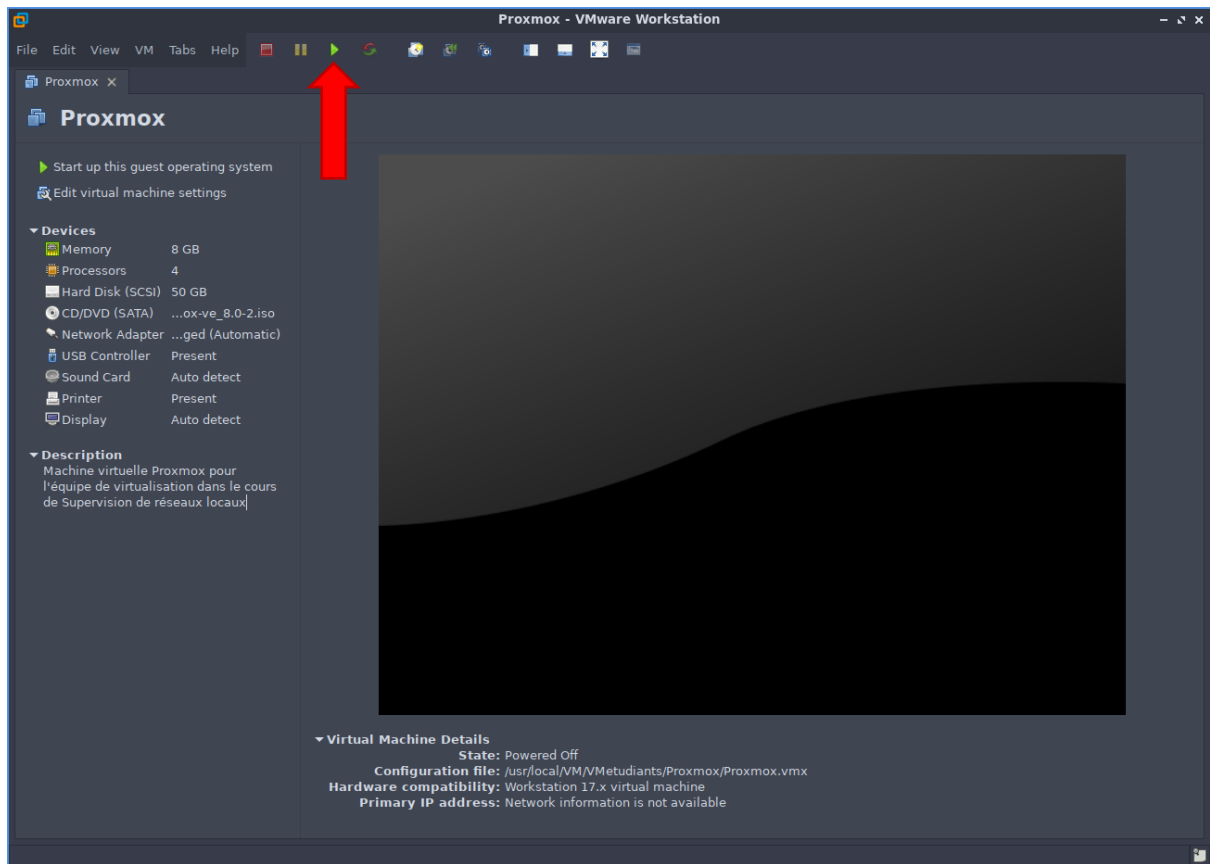 Proxmox - VMware Workstation
File Edit View VM Tabs Help
Proxmox
Proxmox
Start up this guest operating system
Edit virtual machine settings
Devices
Memory 8 GB
Processors 4
Hard Disk (SCSI) 50 GB
CD/DVD (SATA) ...ox-ve_8.0-2.iso
Network Adapter ...ged (Automatic)
USB Controller Present
Sound Card Auto detect
Printer Present
Display Auto detect
Description
Machine virtuelle Proxmox pour
l'équipe de virtualisation dans le cours
de Supervision de réseaux locaux
Virtual Machine Details
State: Powered Off
Configuration file: /usr/local/VM/VMetudiants/Proxmox/Proxmox.vmx
Hardware compatibility: Workstation 17.x virtual machine
Primary IP address: Network information is not available